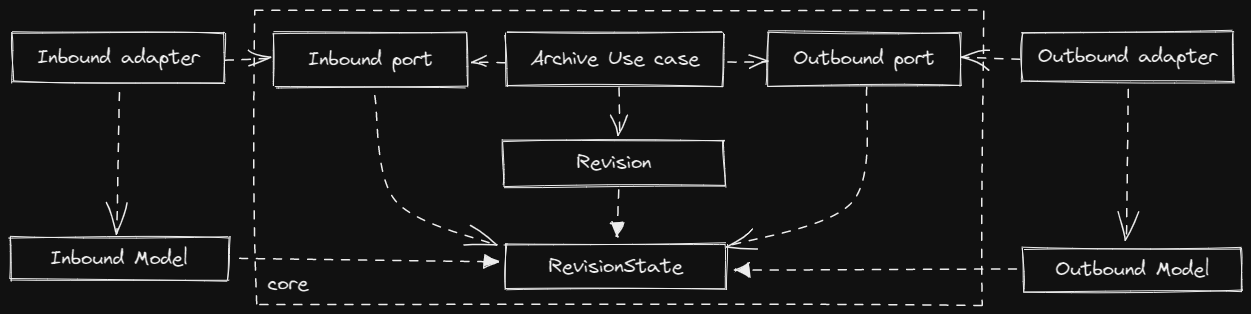 Inbound adapter
Inbound port
Archive Use case
Outbound port
Outbound adapter
Revision
Inbound Model
RevisionState
Outbound Model
core